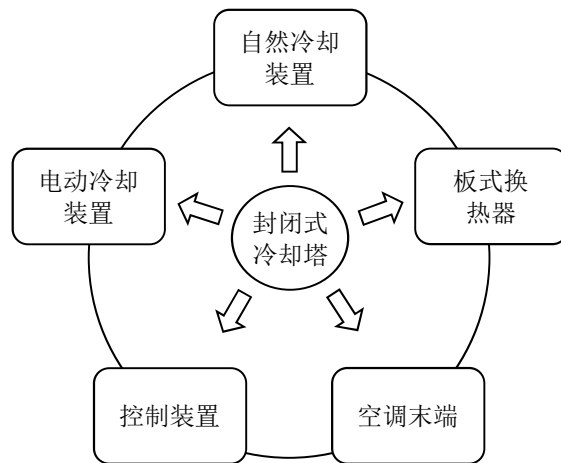 自然冷却
装置
电动冷却
装置
封闭式
冷却塔
板式换
热器
控制装置
空调末端